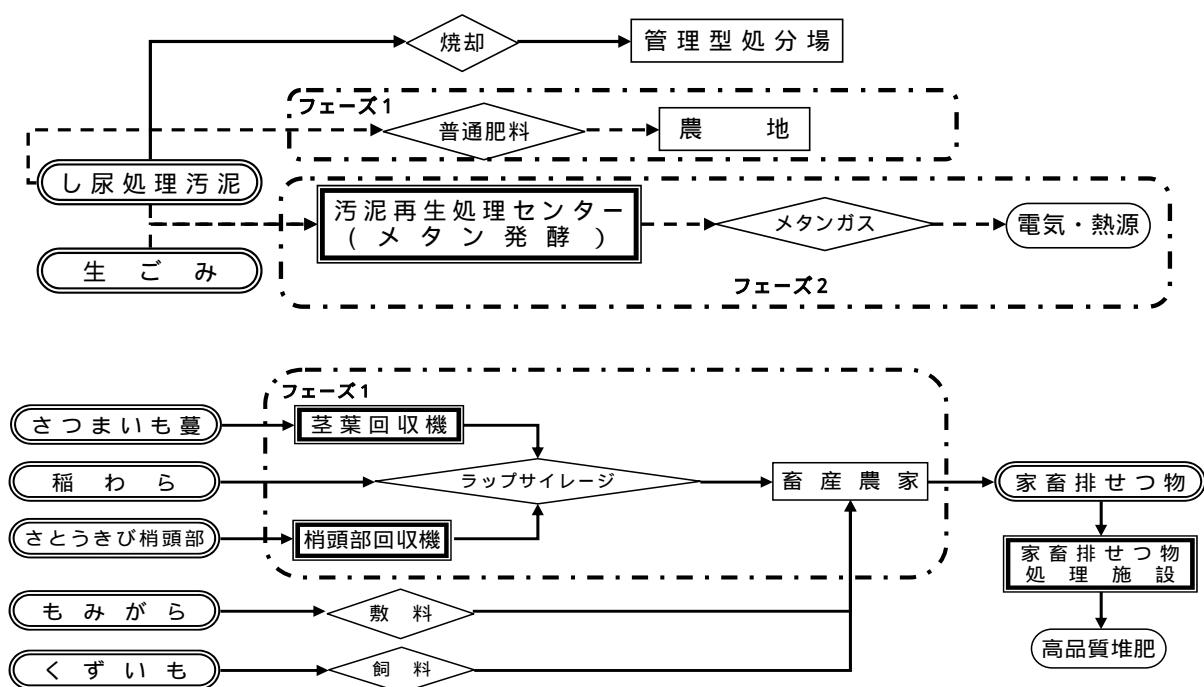 焼却
管理型処分場
フェーズ1
普通肥料
農地
し尿処理汚泥
汚泥再生処理センター
(メタン発酵)
メタンガス
電気・熱源
生ごみ
フェーズ2
フェーズ1
さつまいも蔓
茎葉回収機
稲わら
ラップサイレージ
畜産農家
家畜排せつ物
さとうきび梢頭部
梢頭部回収機
家畜排せつ物
処理施設
もみがら
敷料
高品質堆肥
くずいも
飼料